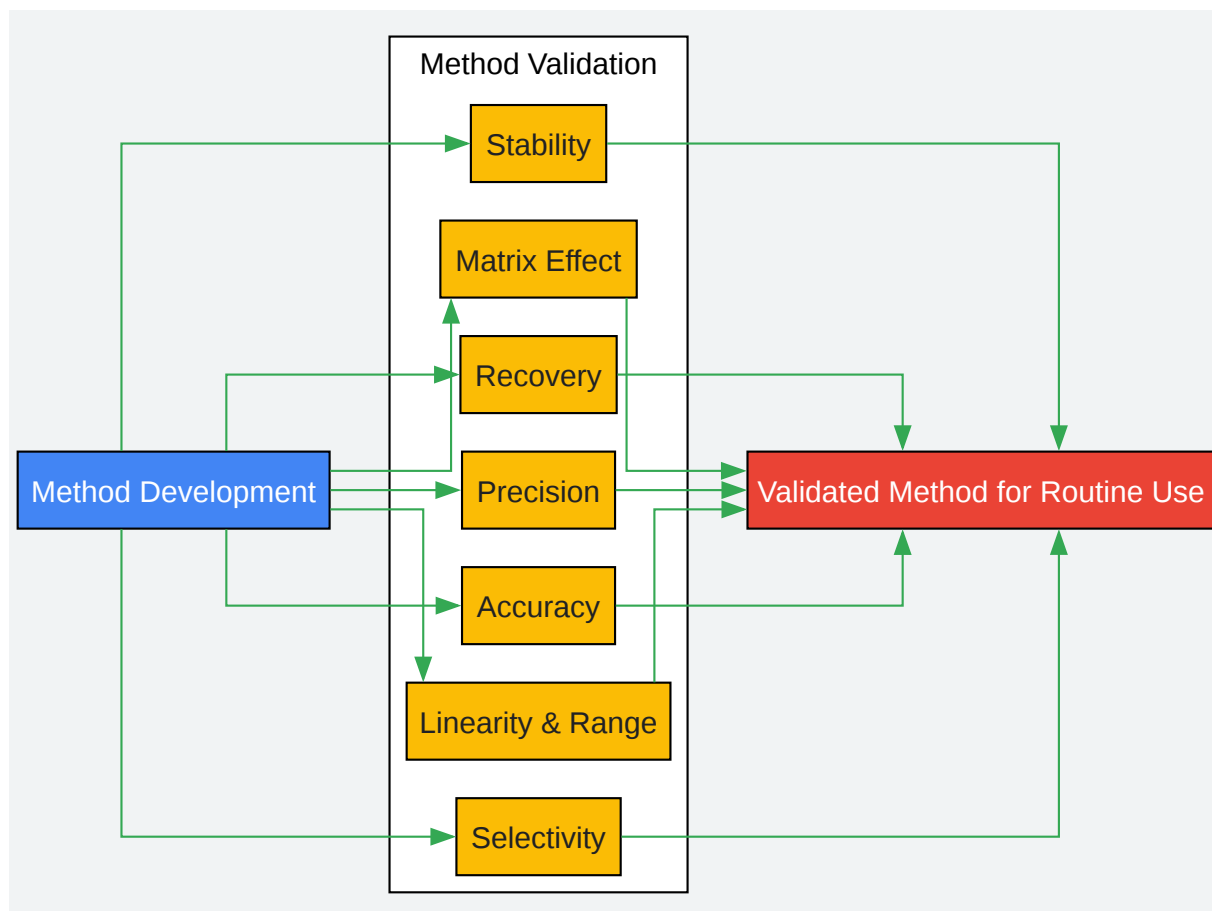 Method Validation
Stability
Matrix Effect
Recovery
Method Development
Precision
Validated Method for Routine Use
Accuracy
Linearity & Range
Selectivity